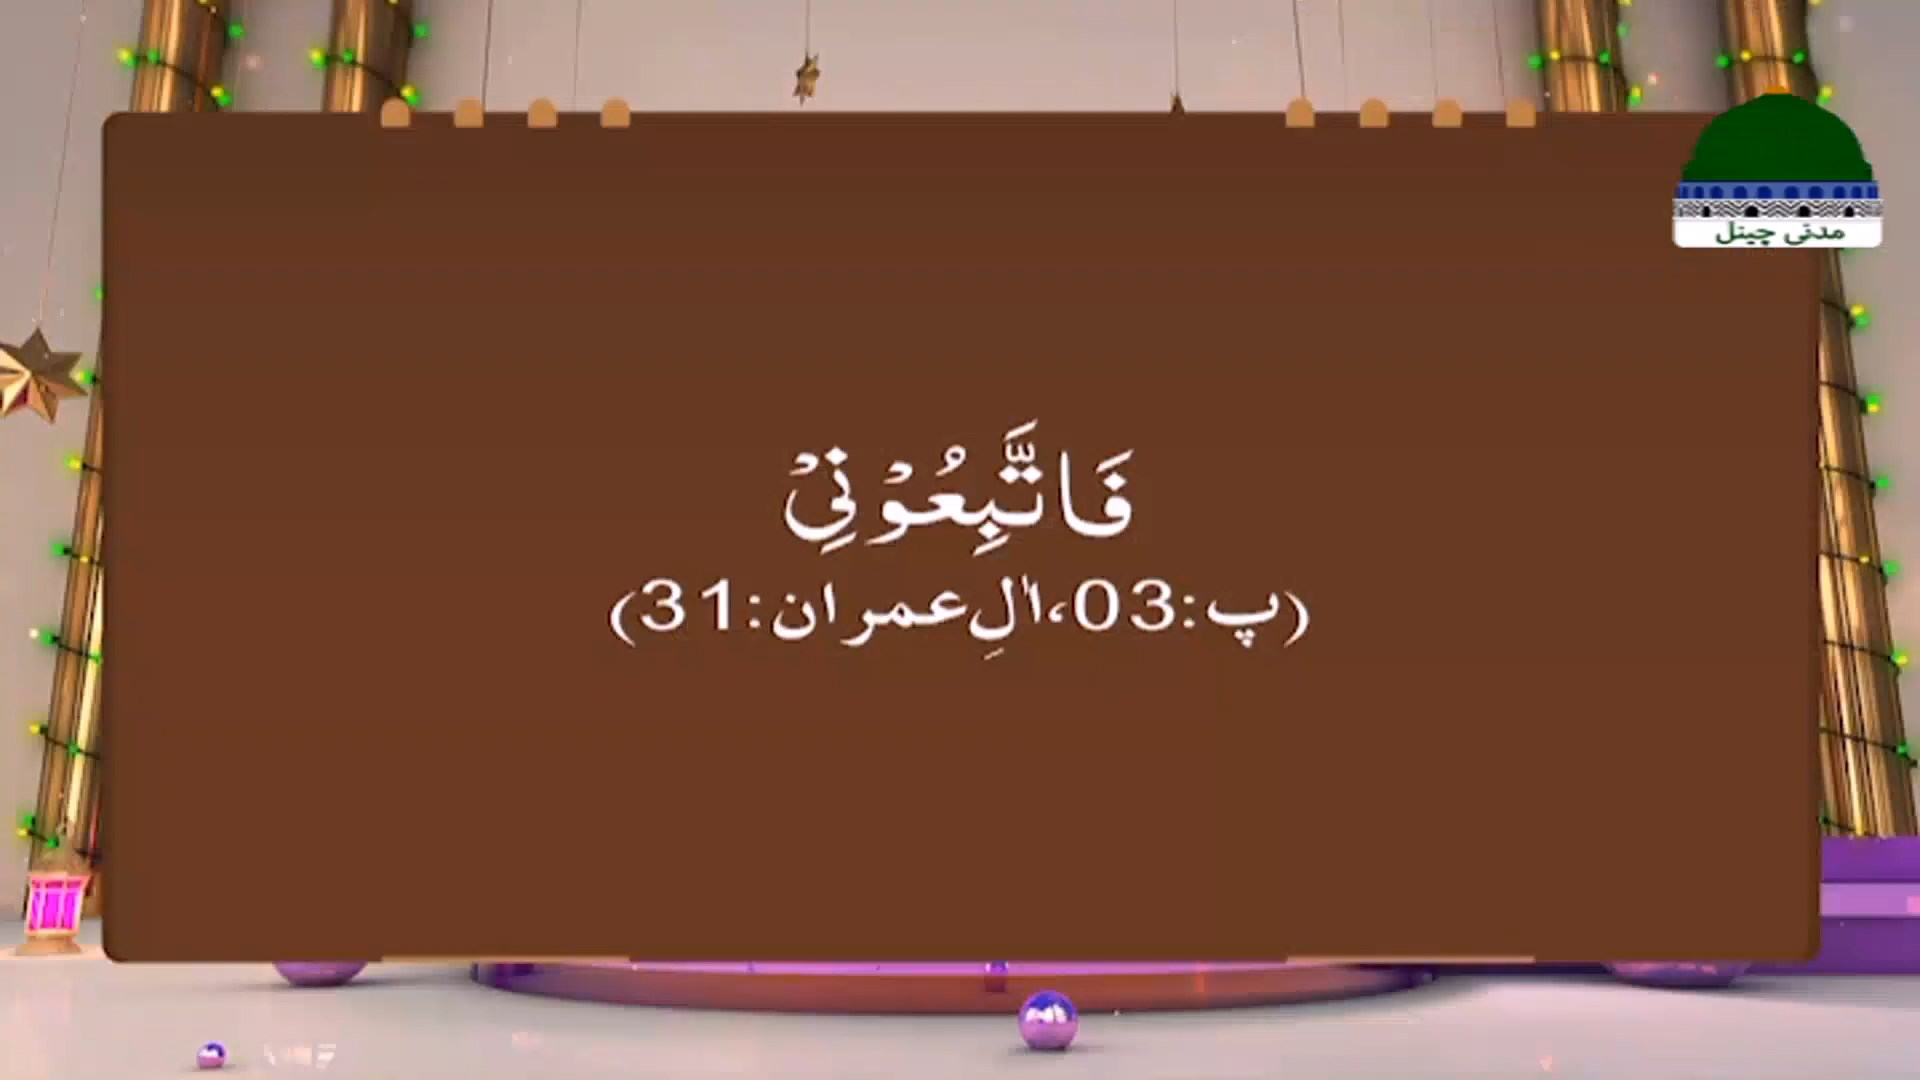 مدنی چینل
فَاتَّبِعُوْنِیْ
(پ:03،اٰلِ عمران:31)